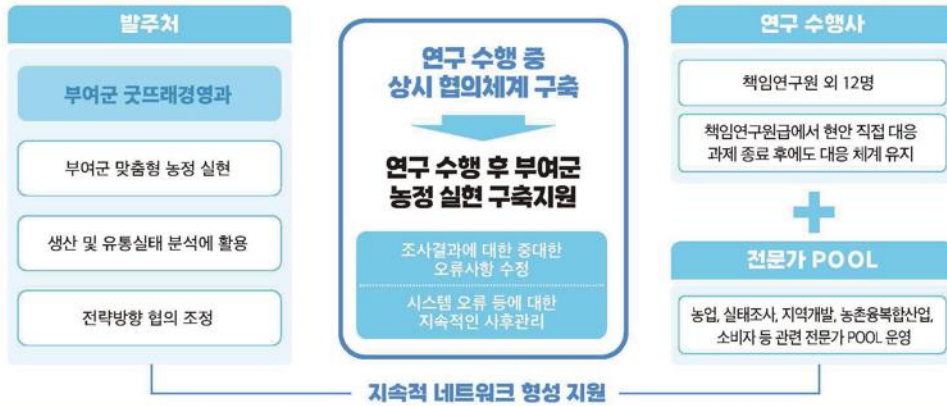 발주처
부여군 굿뜨래경영과
부여군 맞춤형 농정 실현
생산 및 유통실태 분석에 활용
전략방향 협의 조정
연구 수행 중
상시 협의체계 구축
연구 수행 후 부여군
농정 실현 구축지원
조사결과에 대한 중대한
오류사항 수정
시스템 오류 등에 대한
지속적인 사후관리
연구 수행사
책임연구원 외 12명
책임연구원급에서 현안 직접 대응
과제 종료 후에도 대응 체계 유지
전문가 POOL
농업, 실태조사, 지역개발, 농촌융복합산업,
소비자 등 관련 전문가 POOL 운영
지속적 네트워크 형성 지원